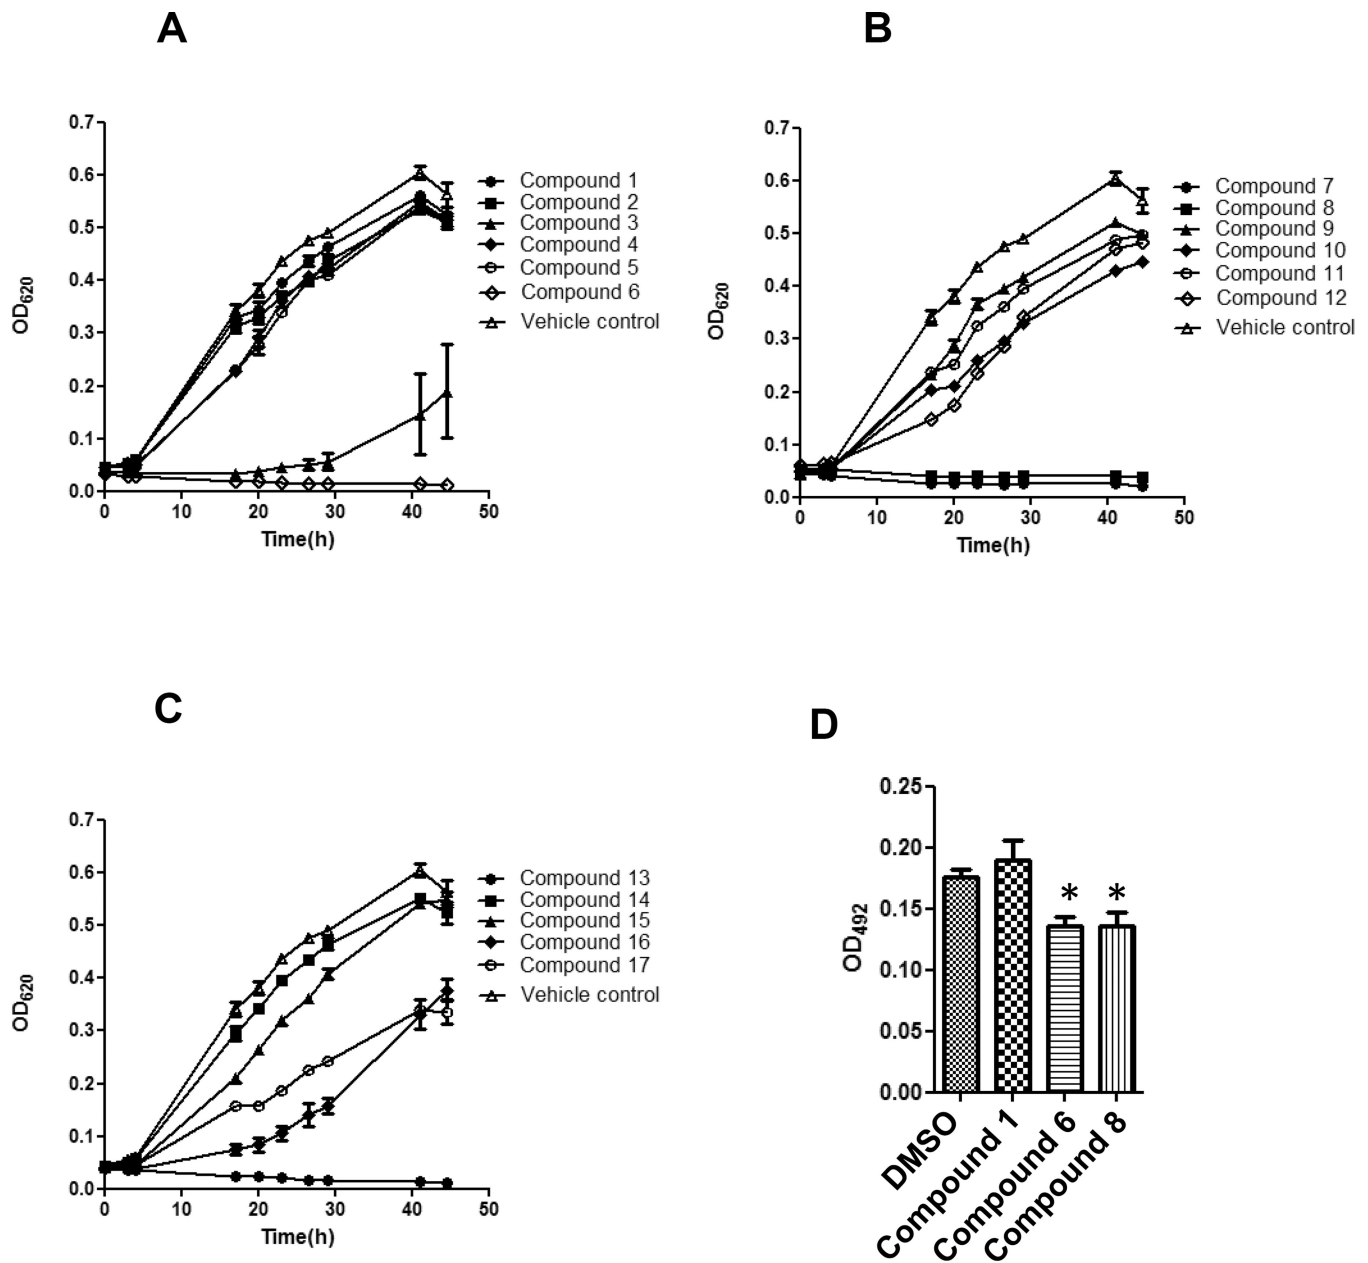 A
0.7
0.6
0.5
0.4
0.3
0.2
0.1
0.0
OD620
0 10 20 30 40 50
Time(h)
Compound 1
Compound 2
Compound 3
Compound 4
Compound 5
Compound 6
Vehicle control
B
0.7
0.6
0.5
0.4
0.3
0.2
0.1
0.0
OD620
0 10 20 30 40 50
Time(h)
Compound 7
Compound 8
Compound 9
Compound 10
Compound 11
Compound 12
Vehicle control
C
0.7
0.6
0.5
0.4
0.3
0.2
0.1
0.0
OD620
0 10 20 30 40 50
Time(h)
Compound 13
Compound 14
Compound 15
Compound 16
Compound 17
Vehicle control
D
0.25
0.20
0.15
0.10
0.05
0.00
OD492
* *
DMSO
Compound 1
Compound 6
Compound 8